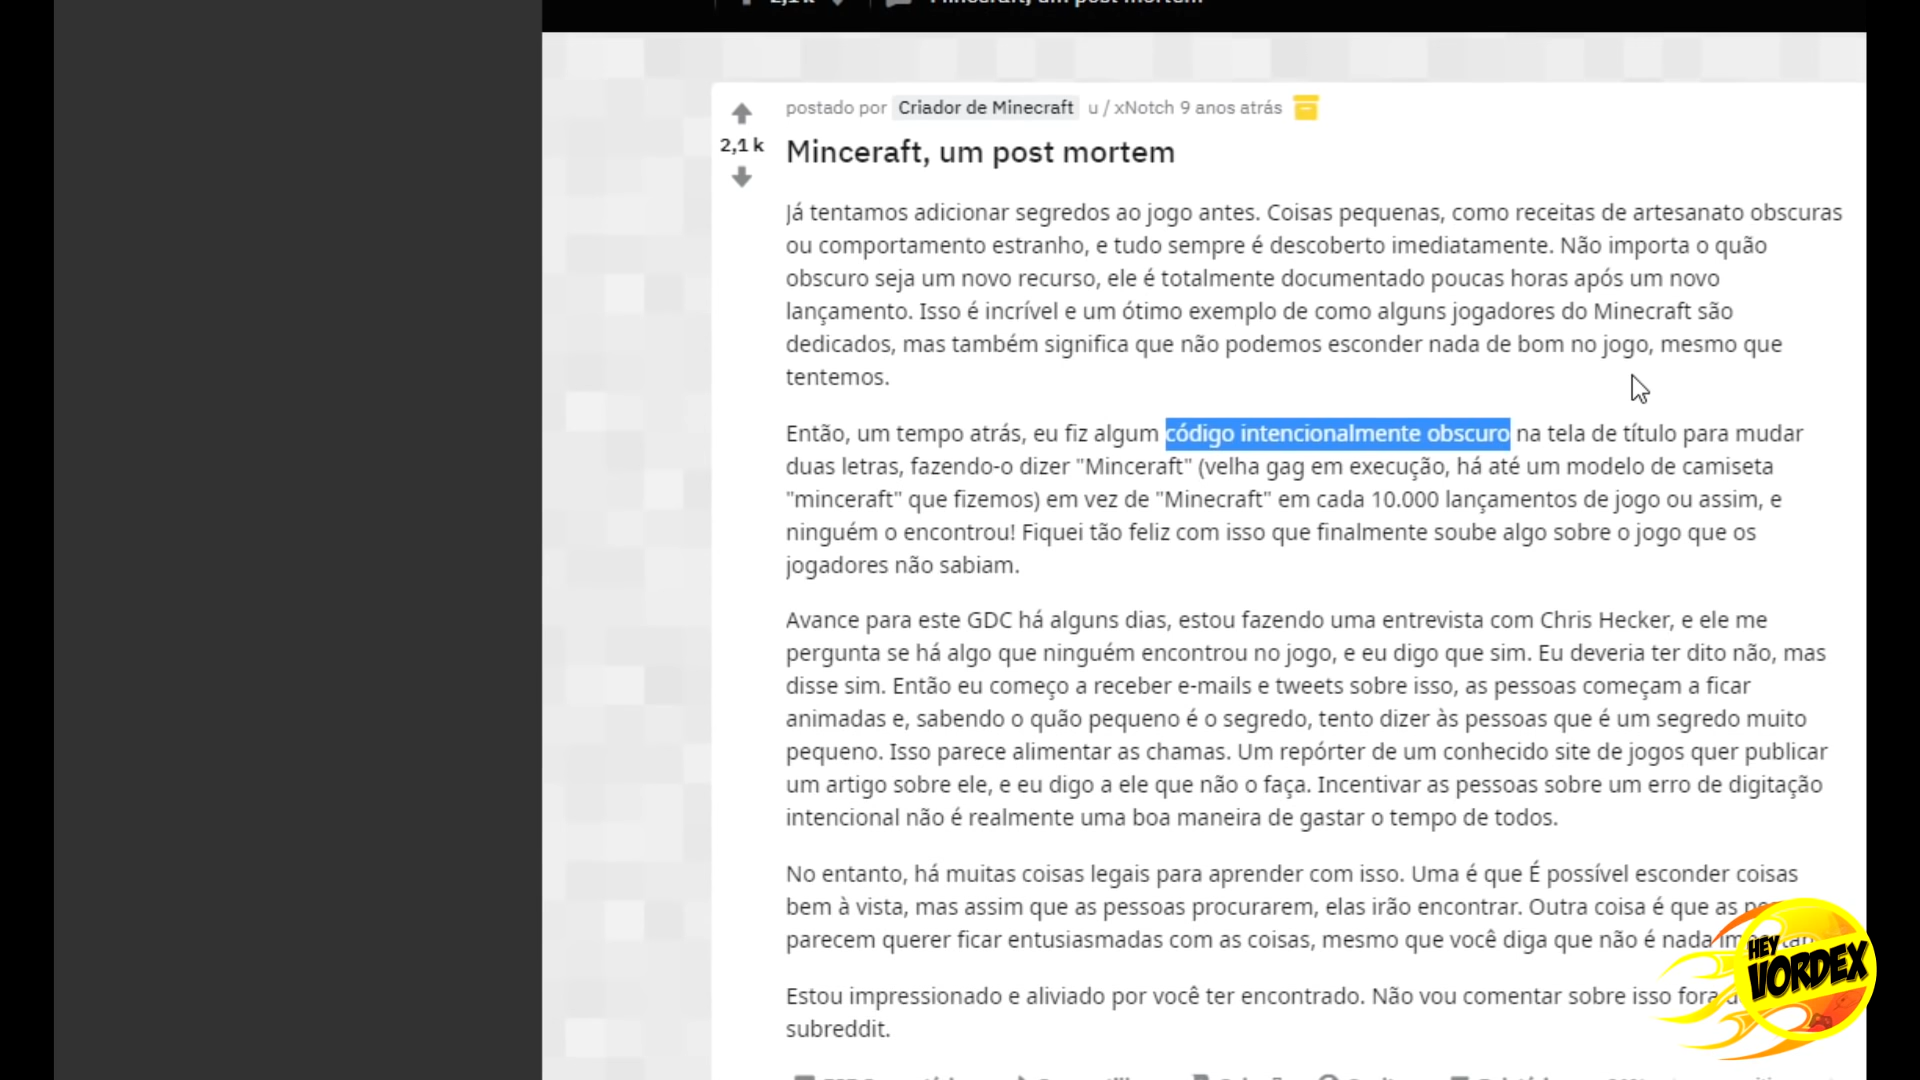 2,1 k
Minceraft, um post mortem
postado por Criador de Minecraft u / xNotch 9 anos atrás
2,1 k
Minceraft, um post mortem
Já tentamos adicionar segredos ao jogo antes. Coisas pequenas, como receitas de artesanato obscuras
ou comportamento estranho, e tudo sempre é descoberto imediatamente. Não importa o quão
obscuro seja um novo recurso, ele é totalmente documentado poucas horas após um novo
lançamento. Isso é incrível e um ótimo exemplo de como alguns jogadores do Minecraft são
dedicados, mas também significa que não podemos esconder nada de bom no jogo, mesmo que
tentemos.
Então, um tempo atrás, eu fiz algum código intencionalmente obscuro na tela de título para mudar
duas letras, fazendo-o dizer "Minceraft" (velha gag em execução, há até um modelo de camiseta
"minceraft" que fizemos) em vez de "Minecraft" em cada 10.000 lançamentos de jogo ou assim, e
ninguém o encontrou! Fiquei tão feliz com isso que finalmente soube algo sobre o jogo que os
jogadores não sabiam.
Avance para este GDC há alguns dias, estou fazendo uma entrevista com Chris Hecker, e ele me
pergunta se há algo que ninguém encontrou no jogo, e eu digo que sim. Eu deveria ter dito não, mas
disse sim. Então eu começo a receber e-mails e tweets sobre isso, as pessoas começam a ficar
animadas e, sabendo o quão pequeno é o segredo, tento dizer às pessoas que é um segredo muito
pequeno. Isso parece alimentar as chamas. Um repórter de um conhecido site de jogos quer publicar
um artigo sobre ele, e eu digo a ele que não o faça. Incentivar as pessoas sobre um erro de digitação
intencional não é realmente uma boa maneira de gastar o tempo de todos.
No entanto, há muitas coisas legais para aprender com isso. Uma é que É possível esconder coisas
bem à vista, mas assim que as pessoas procurarem, elas irão encontrar. Outra coisa é que as
parecem querer ficar entusiasmadas com as coisas, mesmo que você diga que não é nada
Estou impressionado e aliviado por você ter encontrado. Não vou comentar sobre isso fora
subreddit.
HEY
VORDEX